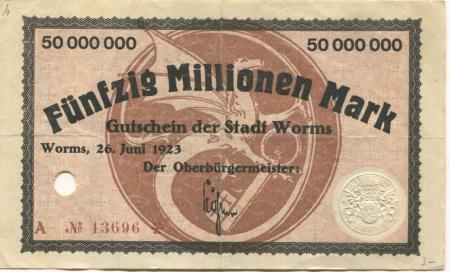 50 000 000 50 000 000
Fünfzig Millionen Mark
Gutschein der Stadt Worms
Worms, 26. Juni 1923
Der Oberbürgermeister:
A № 13696
3-